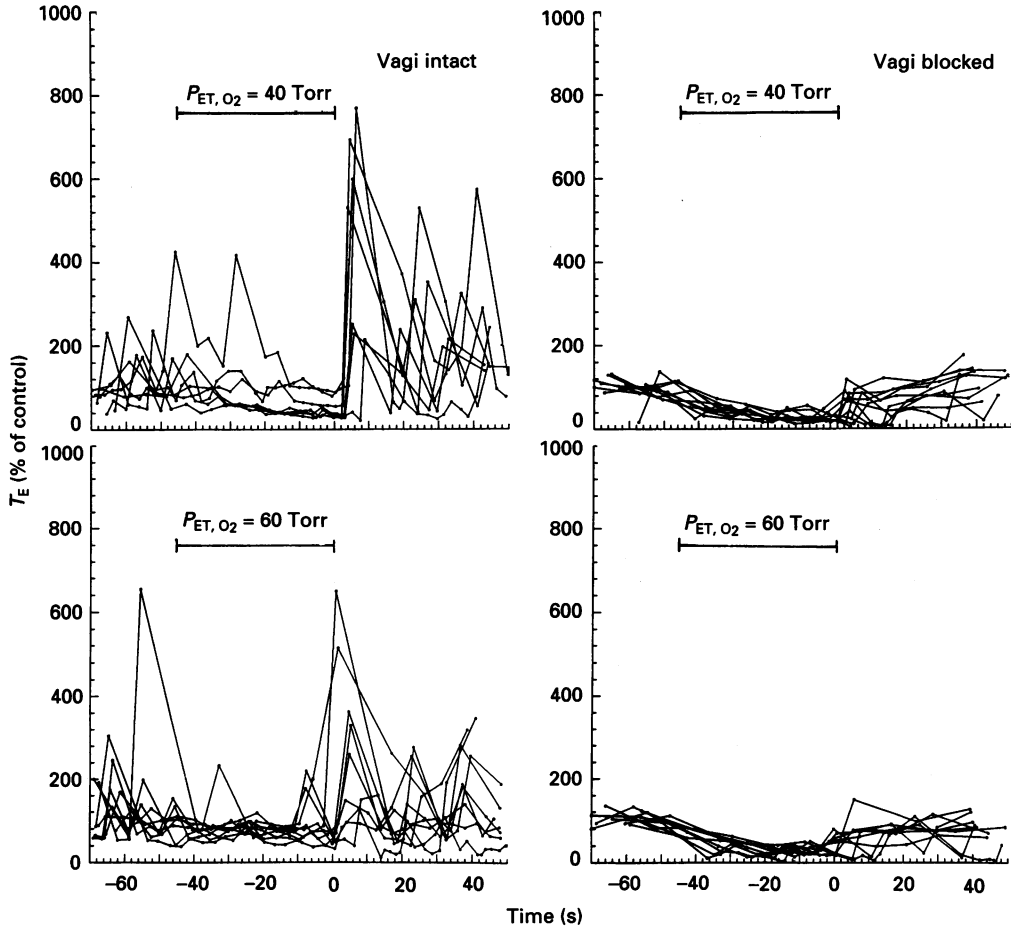 1000
800
600
400
200
0
Vagi intact
PET, O2 = 40 Torr
1000
800
600
400
200
0
Vagi blocked
PET, O2 = 40 Torr
TE (% of control)
1000
800
600
400
200
0
PET, O2 = 60 Torr
−60 −40 −20 0 20 40
1000
800
600
400
200
0
PET, O2 = 60 Torr
−60 −40 −20 0 20 40
Time (s)